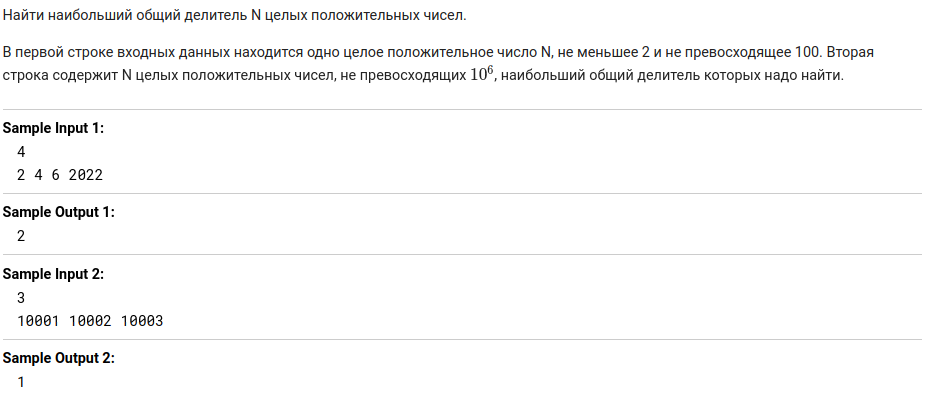 Найти наибольший общий делитель N целых положительных чисел.
В первой строке входных данных находится одно целое положительное число N, не меньшее 2 и не превосходящее 100. Вторая
строка содержит N целых положительных чисел, не превосходящих 10⁶, наибольший общий делитель которых надо найти.
Sample Input 1:
4
2 4 6 2022
Sample Output 1:
2
Sample Input 2:
3
10001 10002 10003
Sample Output 2:
1